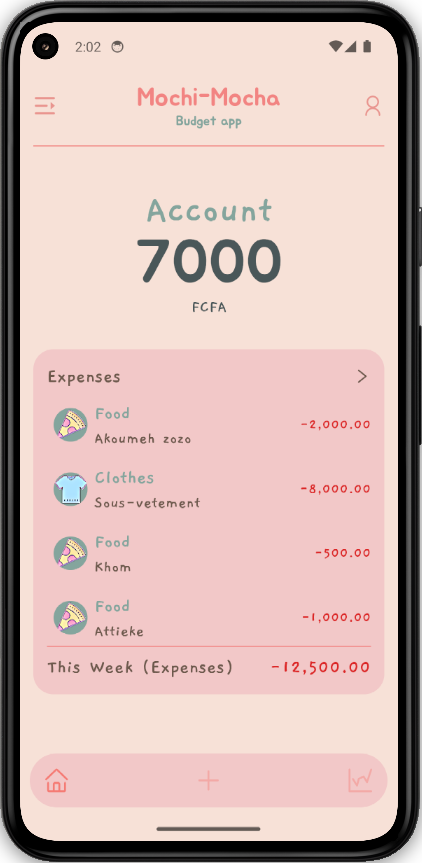 2:02
Mochi-Mocha
Budget app
Account
7000
FCFA
Expenses
Food
Akoumeh zozo
-2,000.00
Clothes
Sous-vetement
-8,000.00
Food
Khom
-500.00
Food
Attieke
-1,000.00
This Week (Expenses) -12,500.00